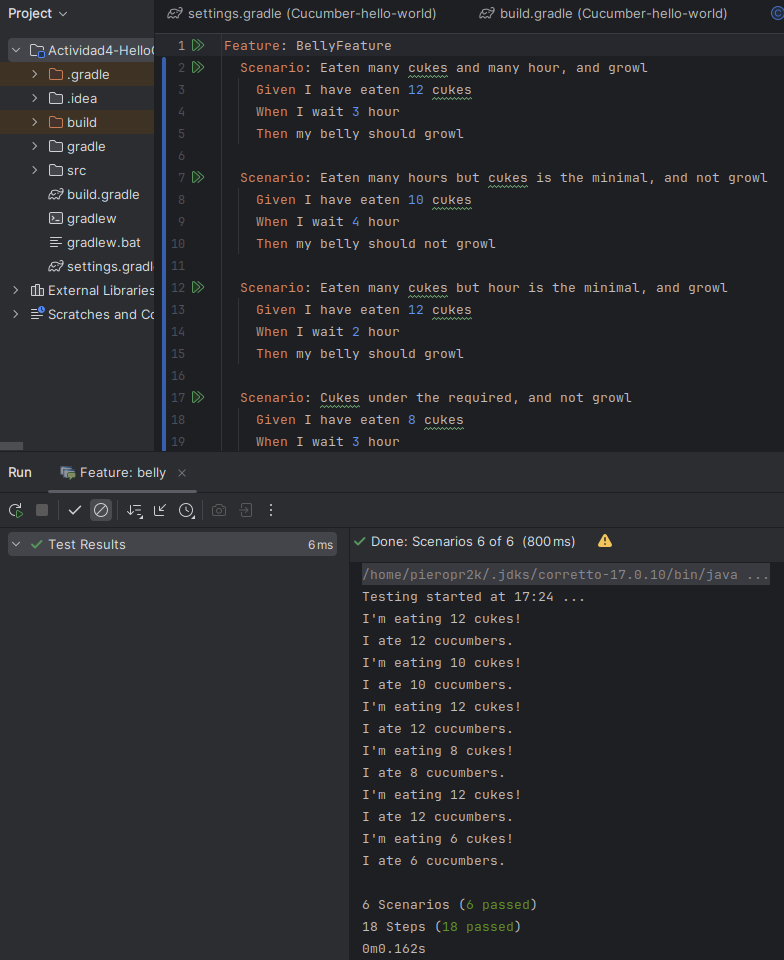 Project
settings.gradle (Cucumber-hello-world)
build.gradle (Cucumber-hello-world)
Actividad4-Hello
.gradle
.idea
build
gradle
src
build.gradle
gradlew
gradlew.bat
settings.gradl
External Libraries
Scratches and Co
1 Feature: BellyFeature
2 Scenario: Eaten many cukes and many hour, and growl
3 Given I have eaten 12 cukes
4 When I wait 3 hour
5 Then my belly should growl
6
7 Scenario: Eaten many hours but cukes is the minimal, and not growl
8 Given I have eaten 10 cukes
9 When I wait 4 hour
10 Then my belly should not growl
11
12 Scenario: Eaten many cukes but hour is the minimal, and growl
13 Given I have eaten 12 cukes
14 When I wait 2 hour
15 Then my belly should growl
16
17 Scenario: Cukes under the required, and not growl
18 Given I have eaten 8 cukes
19 When I wait 3 hour
Run
Feature: belly
Test Results 6 ms
Done: Scenarios 6 of 6 (800 ms)
/home/pieropr2k/.jdks/corretto-17.0.10/bin/java ...
Testing started at 17:24 ...
I'm eating 12 cukes!
I ate 12 cucumbers.
I'm eating 10 cukes!
I ate 10 cucumbers.
I'm eating 12 cukes!
I ate 12 cucumbers.
I'm eating 8 cukes!
I ate 8 cucumbers.
I'm eating 12 cukes!
I ate 12 cucumbers.
I'm eating 6 cukes!
I ate 6 cucumbers.
6 Scenarios (6 passed)
18 Steps (18 passed)
0m0.162s